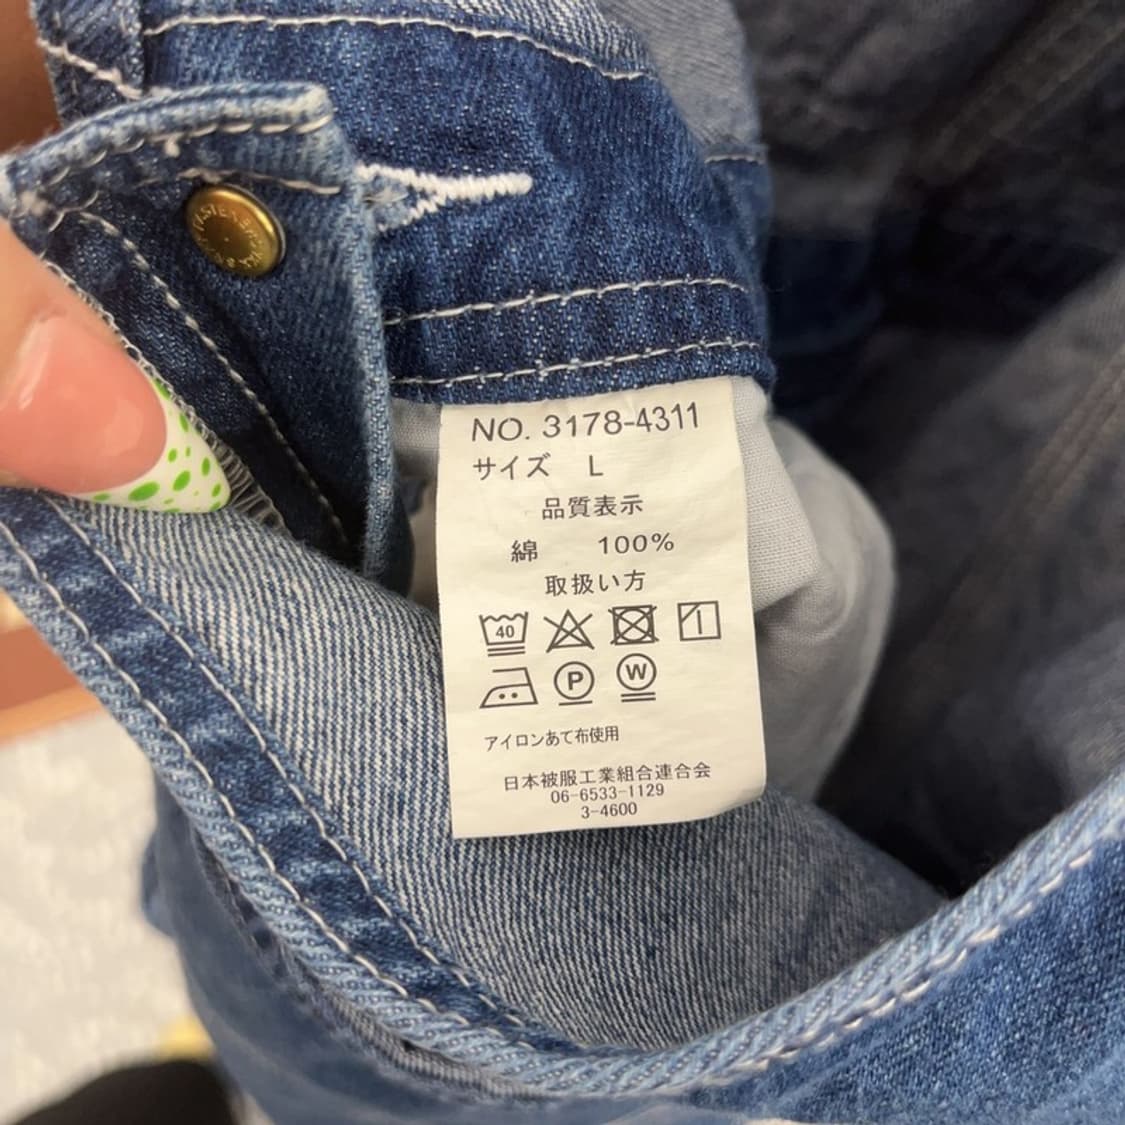 NO. 3178-4311
サイズ L
品質表示
綿 100%
取扱い方
40
P W
アイロンあて布使用
日本被服工業組合連合会
06-6533-1129
3-4600